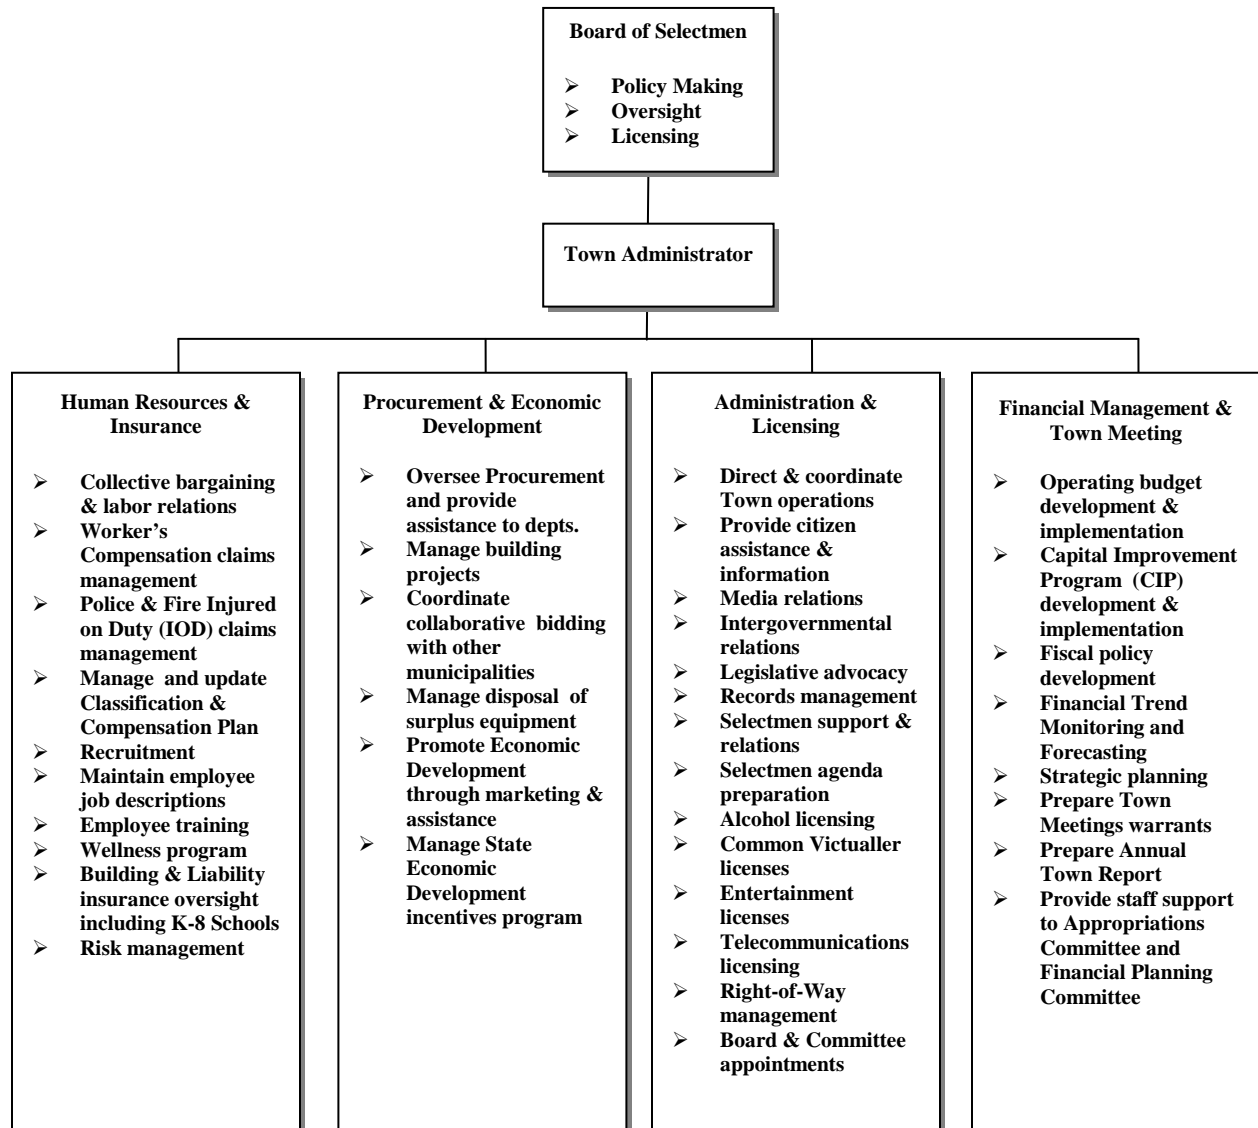 Board of Selectmen
➢ Policy Making
➢ Oversight
➢ Licensing
Town Administrator
Human Resources &
Insurance
➢ Collective bargaining
& labor relations
➢ Worker’s
Compensation claims
management
➢ Police & Fire Injured
on Duty (IOD) claims
management
➢ Manage and update
Classification &
Compensation Plan
➢ Recruitment
➢ Maintain employee
job descriptions
➢ Employee training
➢ Wellness program
➢ Building & Liability
insurance oversight
including K-8 Schools
➢ Risk management
Procurement & Economic
Development
➢ Oversee Procurement
and provide
assistance to depts.
➢ Manage building
projects
➢ Coordinate
collaborative bidding
with other
municipalities
➢ Manage disposal of
surplus equipment
➢ Promote Economic
Development
through marketing &
assistance
➢ Manage State
Economic
Development
incentives program
Administration &
Licensing
➢ Direct & coordinate
Town operations
➢ Provide citizen
assistance &
information
➢ Media relations
➢ Intergovernmental
relations
➢ Legislative advocacy
➢ Records management
➢ Selectmen support &
relations
➢ Selectmen agenda
preparation
➢ Alcohol licensing
➢ Common Victualler
licenses
➢ Entertainment
licenses
➢ Telecommunications
licensing
➢ Right-of-Way
management
➢ Board & Committee
appointments
Financial Management &
Town Meeting
➢ Operating budget
development &
implementation
➢ Capital Improvement
Program (CIP)
development &
implementation
➢ Fiscal policy
development
➢ Financial Trend
Monitoring and
Forecasting
➢ Strategic planning
➢ Prepare Town
Meetings warrants
➢ Prepare Annual
Town Report
➢ Provide staff support
to Appropriations
Committee and
Financial Planning
Committee